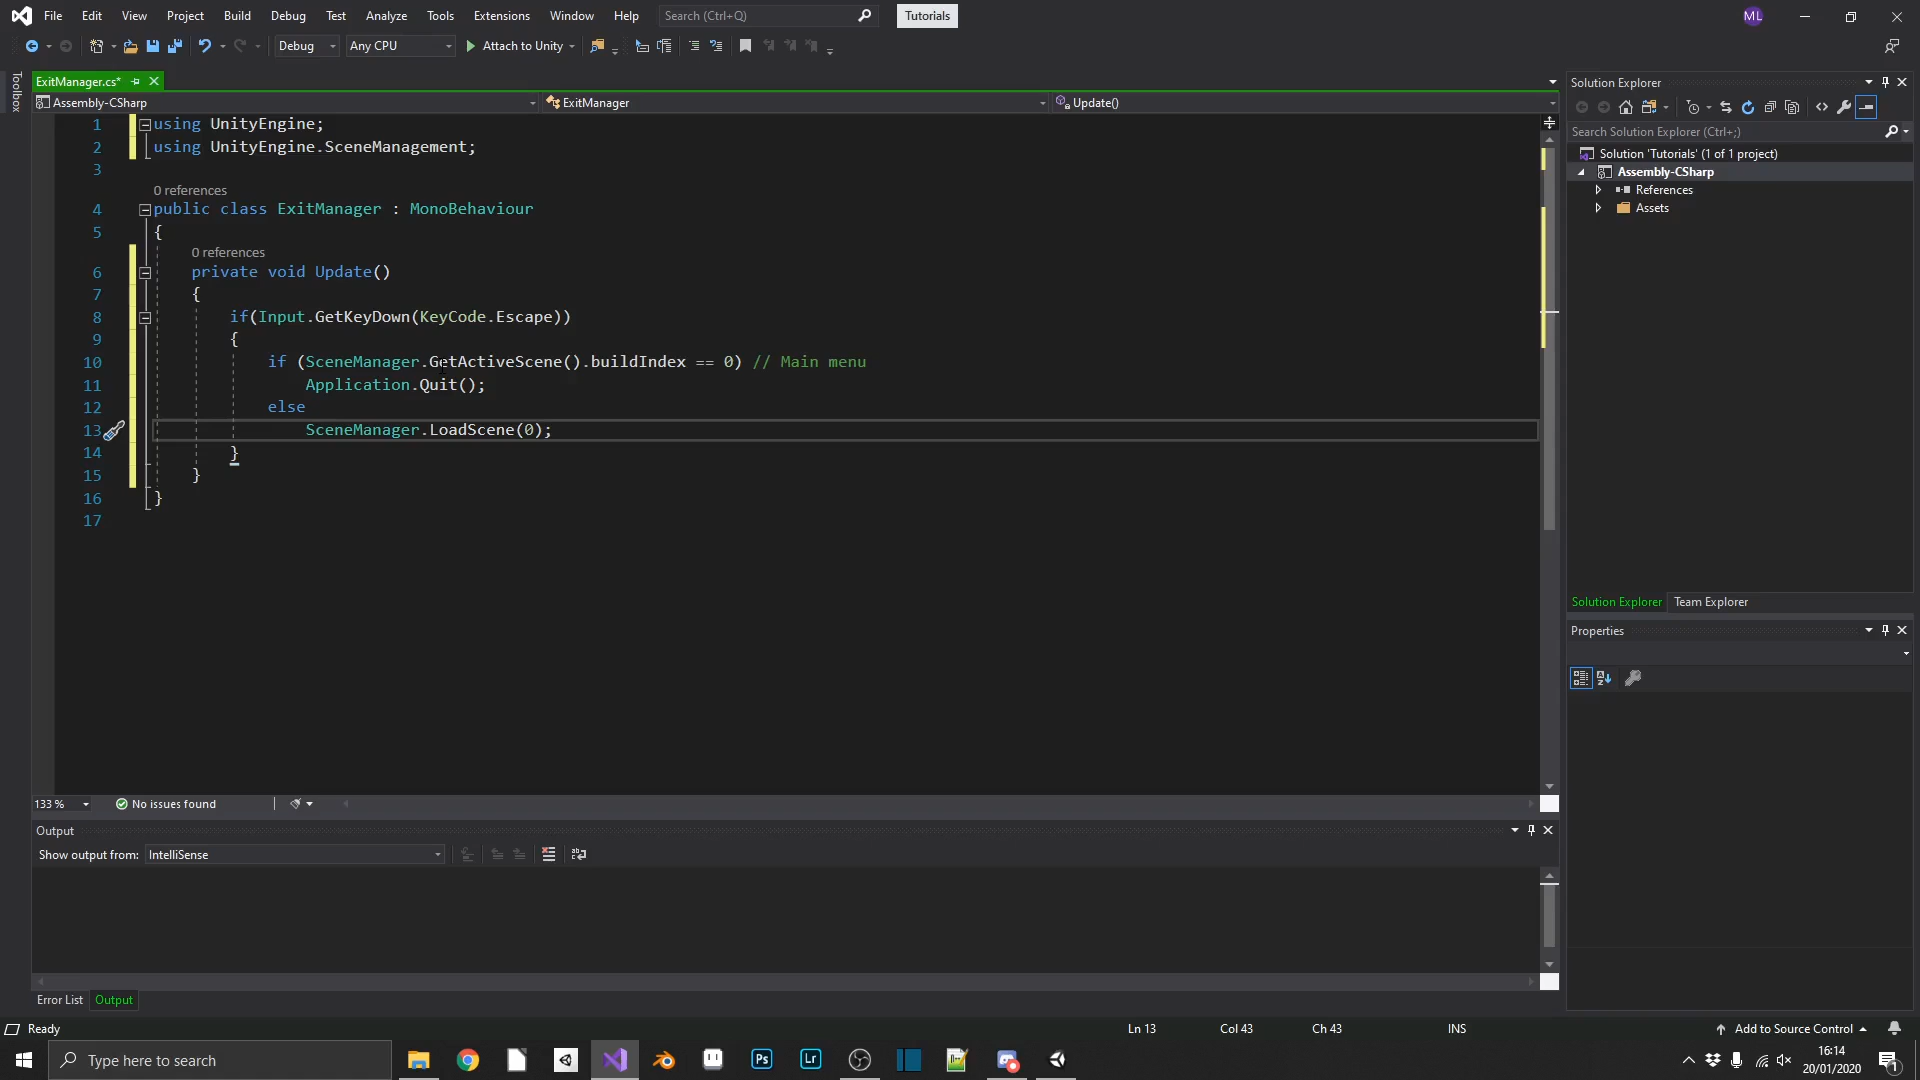 File Edit View Project Build Debug Test Analyze Tools Extensions Window Help Search (Ctrl+Q) Tutorials ML
Debug Any CPU Attach to Unity
Toolbox
ExitManager.cs*
Assembly-CSharp ExitManager Update()
1 using UnityEngine;
2 using UnityEngine.SceneManagement;
3
0 references
4 public class ExitManager : MonoBehaviour
5 {
0 references
6 private void Update()
7 {
8 if(Input.GetKeyDown(KeyCode.Escape))
9 {
10 if (SceneManager.GetActiveScene().buildIndex == 0) // Main menu
11 Application.Quit();
12 else
13 SceneManager.LoadScene(0);
14 }
15 }
16 }
17
133 % No issues found
Output
Show output from: IntelliSense
Error List Output
Solution Explorer
Search Solution Explorer (Ctrl+;)
Solution 'Tutorials' (1 of 1 project)
Assembly-CSharp
References
Assets
Solution Explorer Team Explorer
Properties
Ready Ln 13 Col 43 Ch 43 INS Add to Source Control
Type here to search Ps Lr 16:14
20/01/2020 1